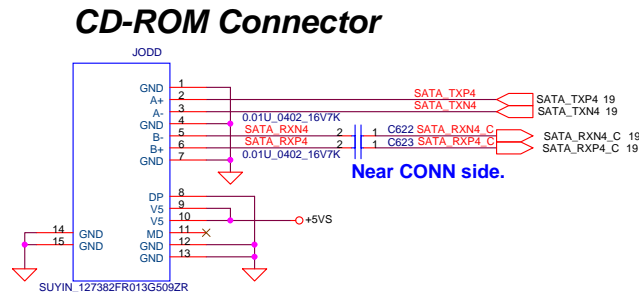 CD-ROM Connector
JODD
GND 1
A+ 2 SATA_TXP4 SATA_TXP4 19
A- 3 SATA_TXN4 SATA_TXN4 19
GND 4 0.01U_0402_16V7K
B- 5 SATA_RXN4 2 1 C622 SATA_RXN4_C SATA_RXN4_C 19
B+ 6 SATA_RXP4 2 1 C623 SATA_RXP4_C SATA_RXP4_C 19
GND 7 0.01U_0402_16V7K
Near CONN side.
DP 8
V5 9
V5 10 +5VS
14 GND MD 11
15 GND GND 12
GND 13
SUYIN_127382FR013G509ZR